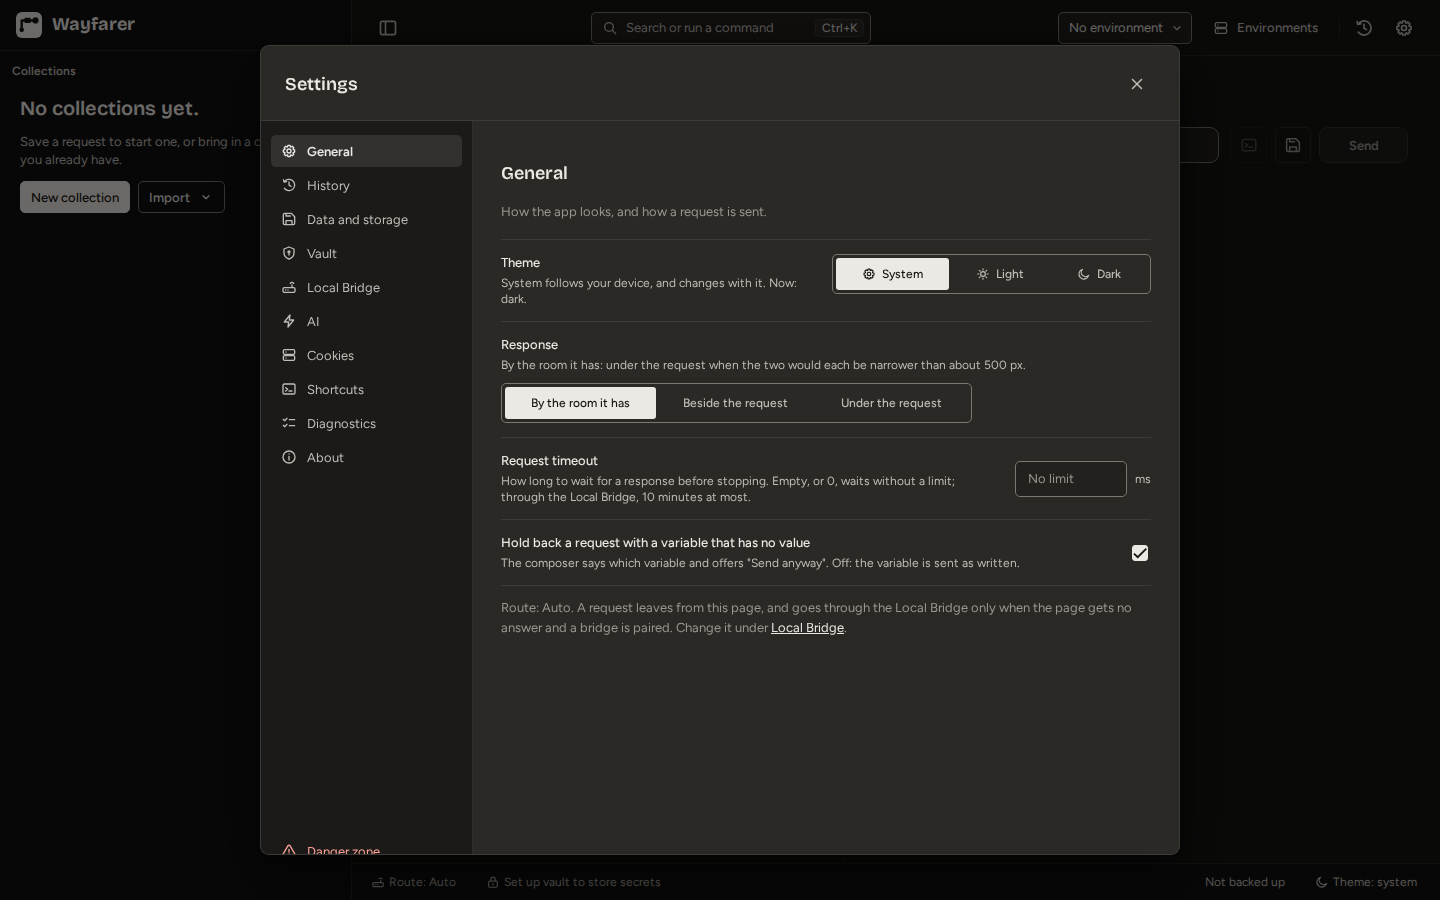 Wayfarer
Search or run a command
Ctrl+K
No environment
Environments
Collections
No collections yet.
Save a request to start one, or bring in a c
you already have.
New collection
Import
Send
Settings
General
History
Data and storage
Vault
Local Bridge
AI
Cookies
Shortcuts
Diagnostics
About
Danger zone
General
How the app looks, and how a request is sent.
Theme
System follows your device, and changes with it. Now:
dark.
System
Light
Dark
Response
By the room it has: under the request when the two would each be narrower than about 500 px.
By the room it has
Beside the request
Under the request
Request timeout
How long to wait for a response before stopping. Empty, or 0, waits without a limit;
through the Local Bridge, 10 minutes at most.
No limit
ms
Hold back a request with a variable that has no value
The composer says which variable and offers "Send anyway". Off: the variable is sent as written.
Route: Auto. A request leaves from this page, and goes through the Local Bridge only when the page gets no
answer and a bridge is paired. Change it under Local Bridge.
Route: Auto
Set up vault to store secrets
Not backed up
Theme: system